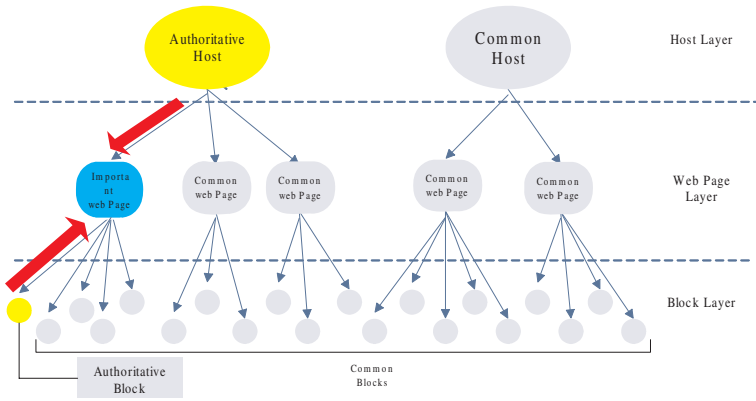 Authoritative
Host
Common
Host
Host Layer
Importa
nt
web Page
Common
web Page
Common
web Page
Common
web Page
Common
web Page
Web Page
Layer
Block Layer
Authoritative
Block
Common
Blocks